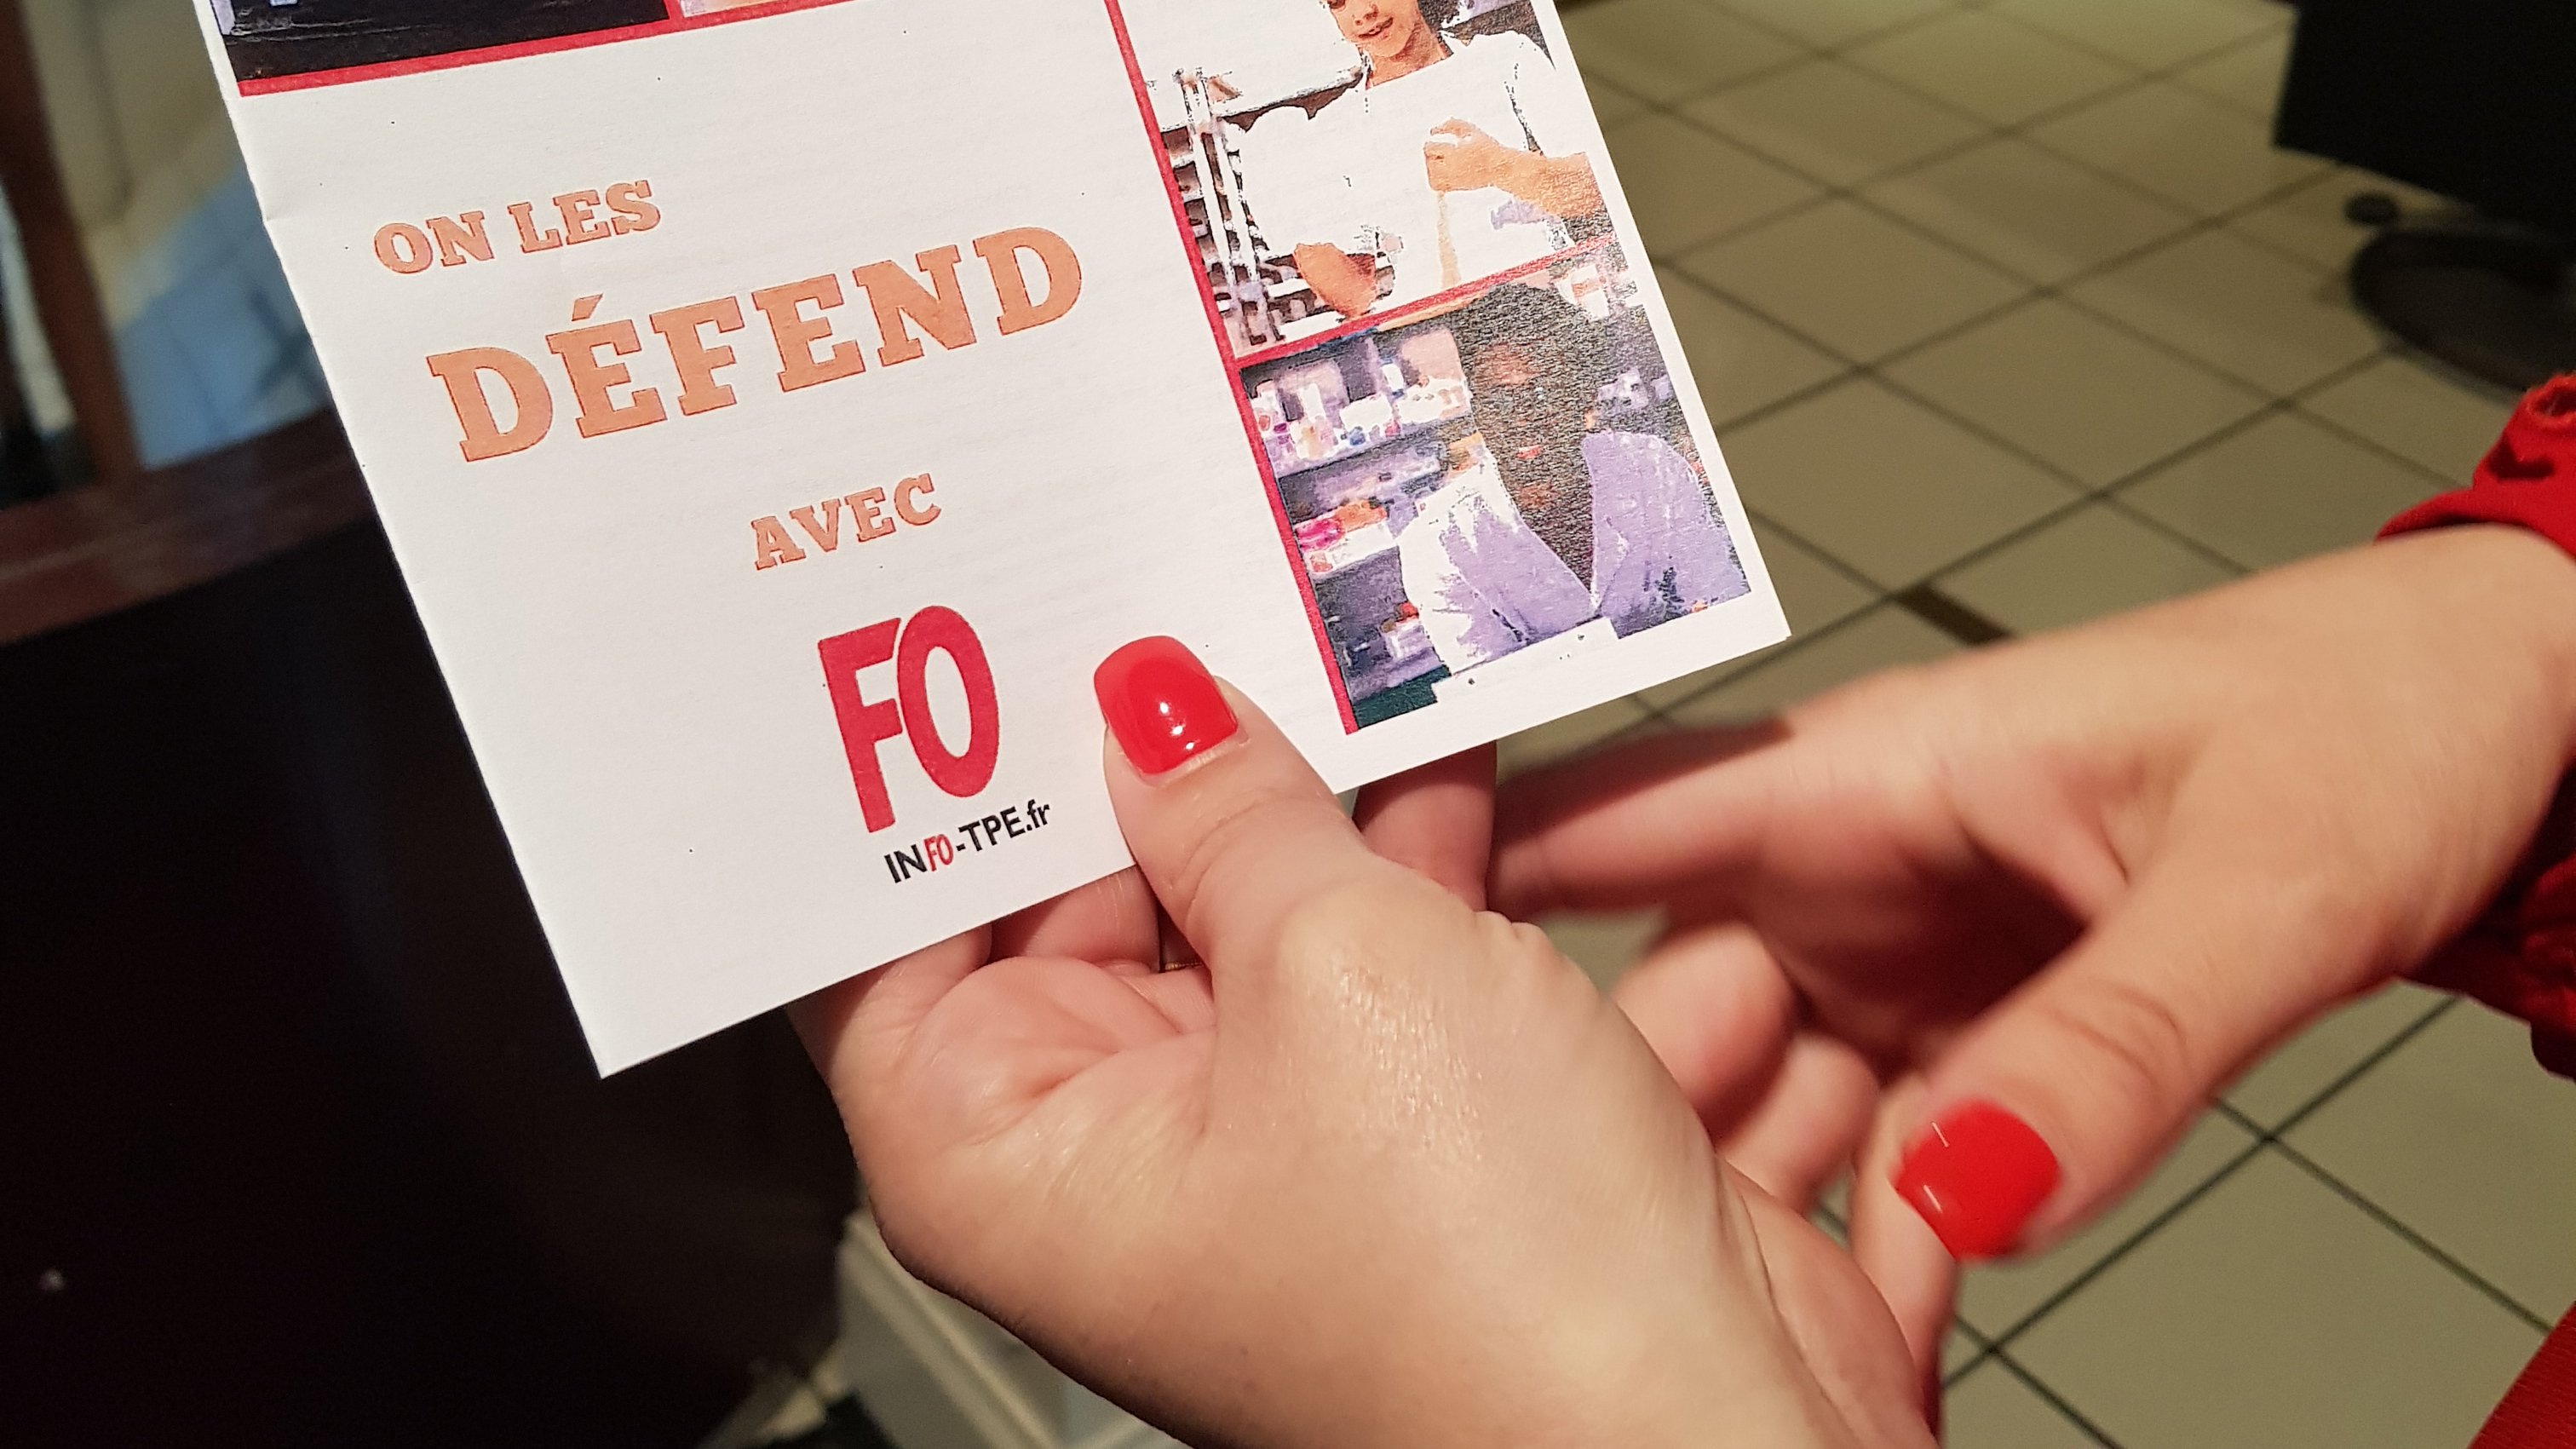 ON LES
DÉFEND
AVEC
FO
INFO-TPE.fr